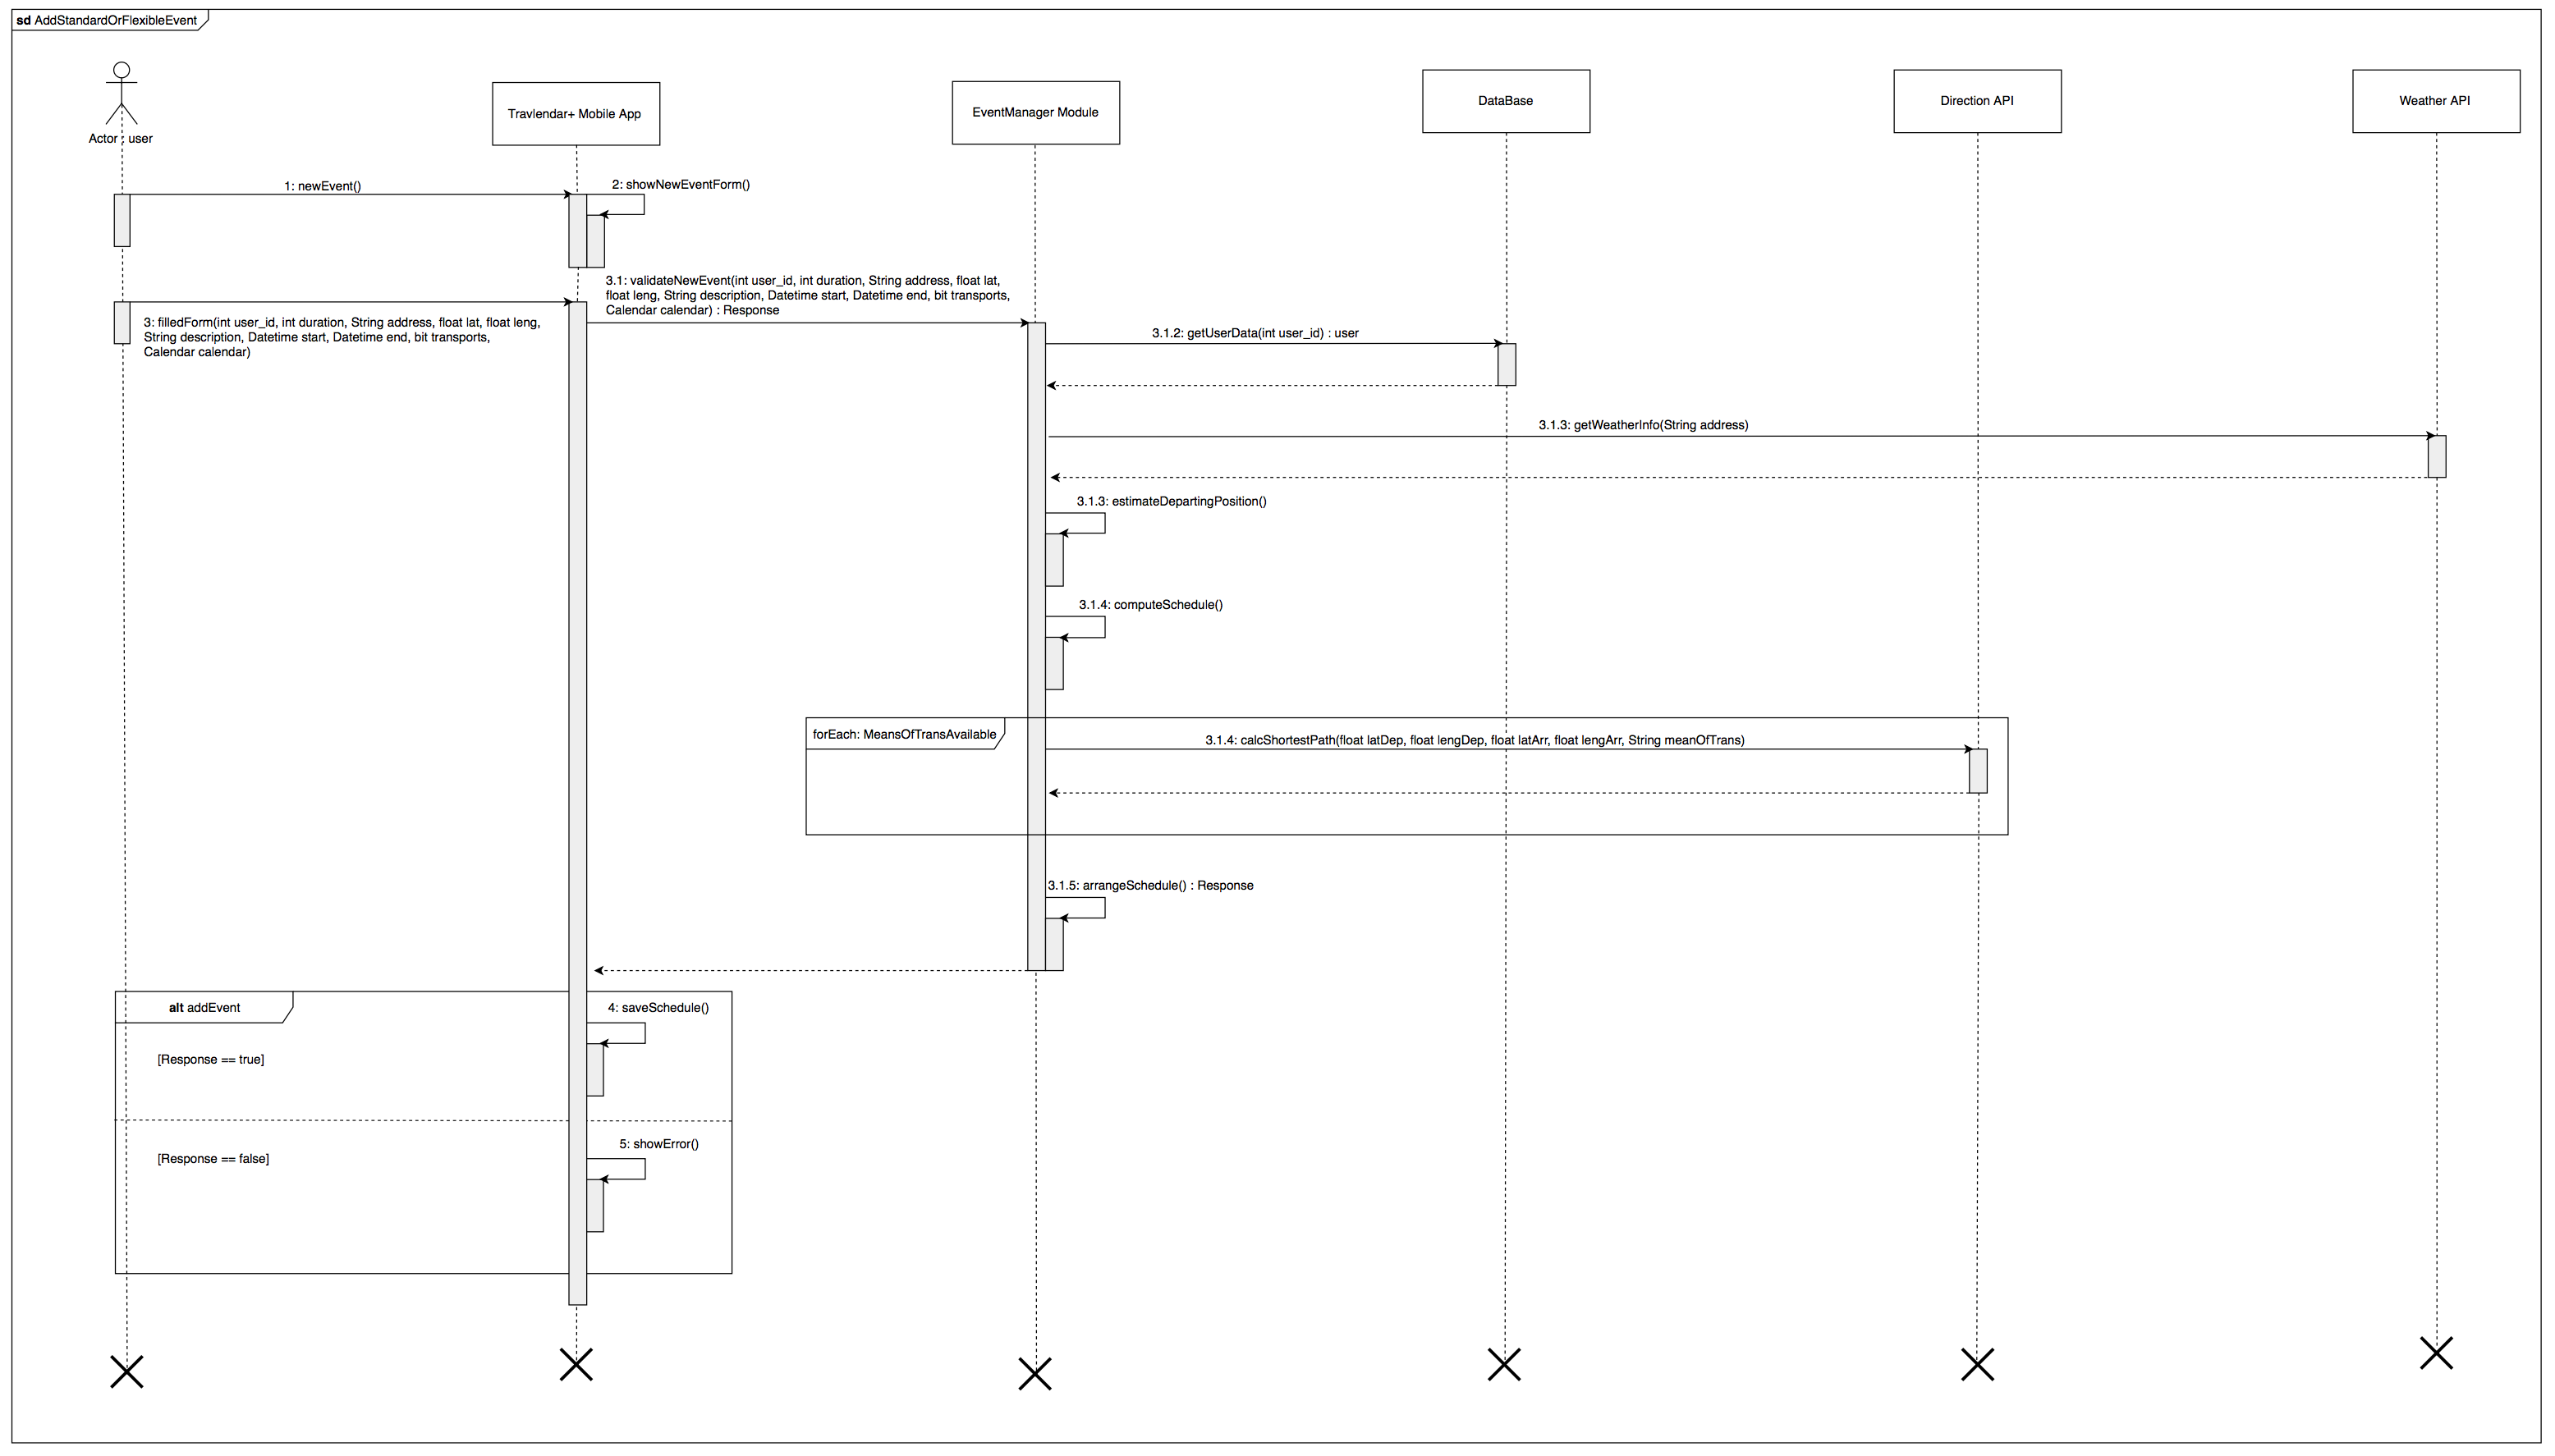 sd AddStandardOrFlexibleEvent
Actor : user
Travlendar+ Mobile App
EventManager Module
DataBase
Direction API
Weather API
1: newEvent()
2: showNewEventForm()
3.1: validateNewEvent(int user_id, int duration, String address, float lat,
float leng, String description, Datetime start, Datetime end, bit transports,
Calendar calendar) : Response
3: filledForm(int user_id, int duration, String address, float lat, float leng,
String description, Datetime start, Datetime end, bit transports,
Calendar calendar)
3.1.2: getUserData(int user_id) : user
3.1.3: getWeatherInfo(String address)
3.1.3: estimateDepartingPosition()
3.1.4: computeSchedule()
forEach: MeansOfTransAvailable
3.1.4: calcShortestPath(float latDep, float lengDep, float latArr, float lengArr, String meanOfTrans)
3.1.5: arrangeSchedule() : Response
alt addEvent
4: saveSchedule()
[Response == true]
5: showError()
[Response == false]